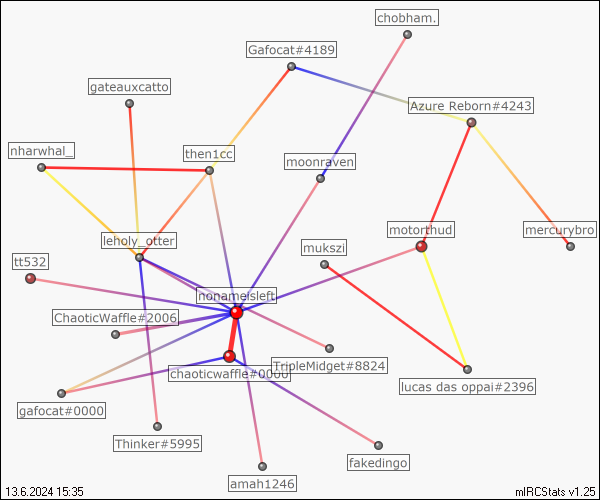 chobham.
Gafocat#4189
gateauxcatto
Azure Reborn#4243
nharwhal_
then1cc
moonraven
mercurybro
motorthud
leholy_otter
mukszi
tt532
nonameisleft
ChaoticWaffle#2006
TripleMidget#8824
chaoticwaffle#0000
lucas das oppai#2396
gafocat#0000
Thinker#5995
fakedingo
amah1246
13.6.2024 15:35
mIRCStats v1.25